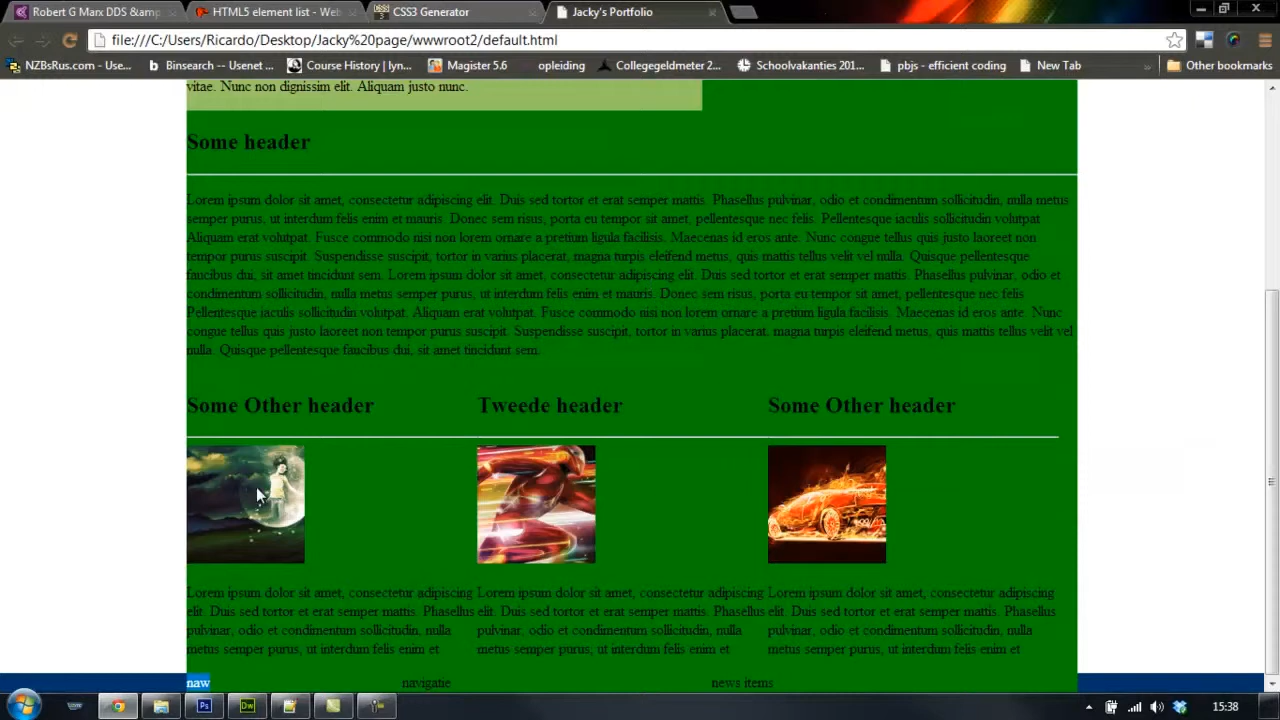 Robert G Marx DDS &amp
HTML5 element list - Web
CSS3 Generator
Jacky's Portfolio
file:///C:/Users/Ricardo/Desktop/Jacky%20page/wwwroot2/default.html
NZBsRus.com - Use...
Binsearch -- Usenet ...
Course History | lyn...
Magister 5.6
opleiding
Collegegeldmeter 2...
Schoolvakanties 201...
pbjs - efficient coding
New Tab
»
Other bookmarks
vitae. Nunc non dignissim elit. Aliquam justo nunc.
Some header
Lorem ipsum dolor sit amet, consectetur adipiscing elit. Duis sed tortor et erat semper mattis. Phasellus pulvinar, odio et condimentum sollicitudin, nulla metus
semper purus, ut interdum felis enim et mauris. Donec sem risus, porta eu tempor sit amet, pellentesque nec felis. Pellentesque iaculis sollicitudin volutpat
Aliquam erat volutpat. Fusce commodo nisi non lorem ornare a pretium ligula facilisis. Maecenas id eros ante. Nunc congue tellus quis justo laoreet non
tempor purus suscipit. Suspendisse suscipit, tortor in varius placerat, magna turpis eleifend metus, quis mattis tellus velit vel nulla. Quisque pellentesque
faucibus dui, sit amet tincidunt sem. Lorem ipsum dolor sit amet, consectetur adipiscing elit. Duis sed tortor et erat semper mattis. Phasellus pulvinar, odio et
condimentum sollicitudin, nulla metus semper purus, ut interdum felis enim et mauris. Donec sem risus, porta eu tempor sit amet, pellentesque nec felis
Pellentesque iaculis sollicitudin volutpat. Aliquam erat volutpat. Fusce commodo nisi non lorem ornare a pretium ligula facilisis. Maecenas id eros ante. Nunc
congue tellus quis justo laoreet non tempor purus suscipit. Suspendisse suscipit, tortor in varius placerat, magna turpis eleifend metus, quis mattis tellus velit vel
nulla. Quisque pellentesque faucibus dui, sit amet tincidunt sem.
Some Other header
Lorem ipsum dolor sit amet, consectetur adipiscing
elit. Duis sed tortor et erat semper mattis. Phasellus
pulvinar, odio et condimentum sollicitudin, nulla
metus semper purus, ut interdum felis enim et
Tweede header
Lorem ipsum dolor sit amet, consectetur adipiscing
elit. Duis sed tortor et erat semper mattis. Phasellus
pulvinar, odio et condimentum sollicitudin, nulla
metus semper purus, ut interdum felis enim et
Some Other header
Lorem ipsum dolor sit amet, consectetur adipiscing
elit. Duis sed tortor et erat semper mattis. Phasellus
pulvinar, odio et condimentum sollicitudin, nulla
metus semper purus, ut interdum felis enim et
naw
navigatie
news items
Ps
Dw
15:38